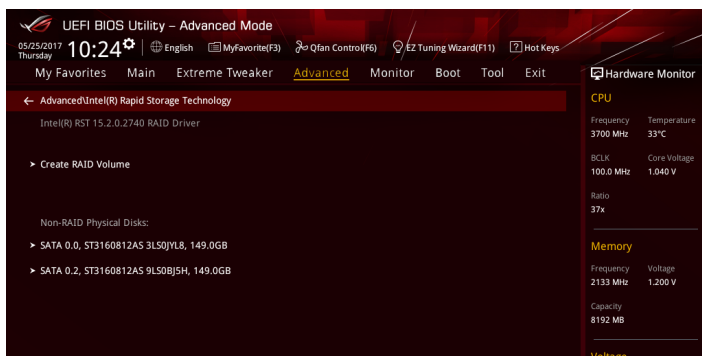 UEFI BIOS Utility – Advanced Mode
05/25/2017
Thursday
10:24
English
MyFavorite(F3)
Qfan Control(F6)
EZ Tuning Wizard(F11)
? Hot Keys
My Favorites
Main
Extreme Tweaker
Advanced
Monitor
Boot
Tool
Exit
Hardware Monitor
← Advanced\Intel(R) Rapid Storage Technology
Intel(R) RST 15.2.0.2740 RAID Driver
> Create RAID Volume
Non-RAID Physical Disks:
> SATA 0.0, ST3160812AS 3LS0JYL8, 149.0GB
> SATA 0.2, ST3160812AS 9LS0BJ5H, 149.0GB
CPU
Frequency Temperature
3700 MHz 33°C
BCLK Core Voltage
100.0 MHz 1.040 V
Ratio
37x
Memory
Frequency Voltage
2133 MHz 1.200 V
Capacity
8192 MB
Voltage